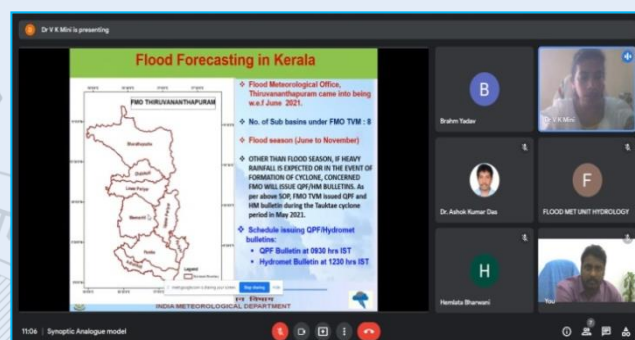 Dr V K Mini is presenting
Flood Forecasting in Kerala
FMO THIRUVANANTHAPURAM
Bharathapuzha
Chalakudi
Lower Periyar
Legend
Flood Meteorological Office,
Thiruvananthapuram came into being
w.e.f June 2021.
No. of Sub basins under FMO TVM : 8
Flood season (June to November)
OTHER THAN FLOOD SEASON, IF HEAVY
RAINFALL IS EXPECTED OR IN THE EVENT OF
FORMATION OF CYCLONE, CONCERNED
FMO WILL ISSUE QPF/HM BULLETINS. As
per above SOP, FMO TVM issued QPF and
HM bulletin during the Tauktae cyclone
period in May 2021.
Schedule issuing QPF/Hydromet
bulletins:
• QPF Bulletin at 0930 hrs IST
• Hydromet Bulletin at 1230 hrs IST
Stop sharing
विभाग
INDIA METEOROLOGICAL DEPARTMENT
B
Brahm Yadav
Dr V K Mini
Dr. Ashok Kumar Das
F
FLOOD MET UNIT HYDROLOGY
H
Hemlata Bharwani
You
11:06 | Synoptic Analogue model
7